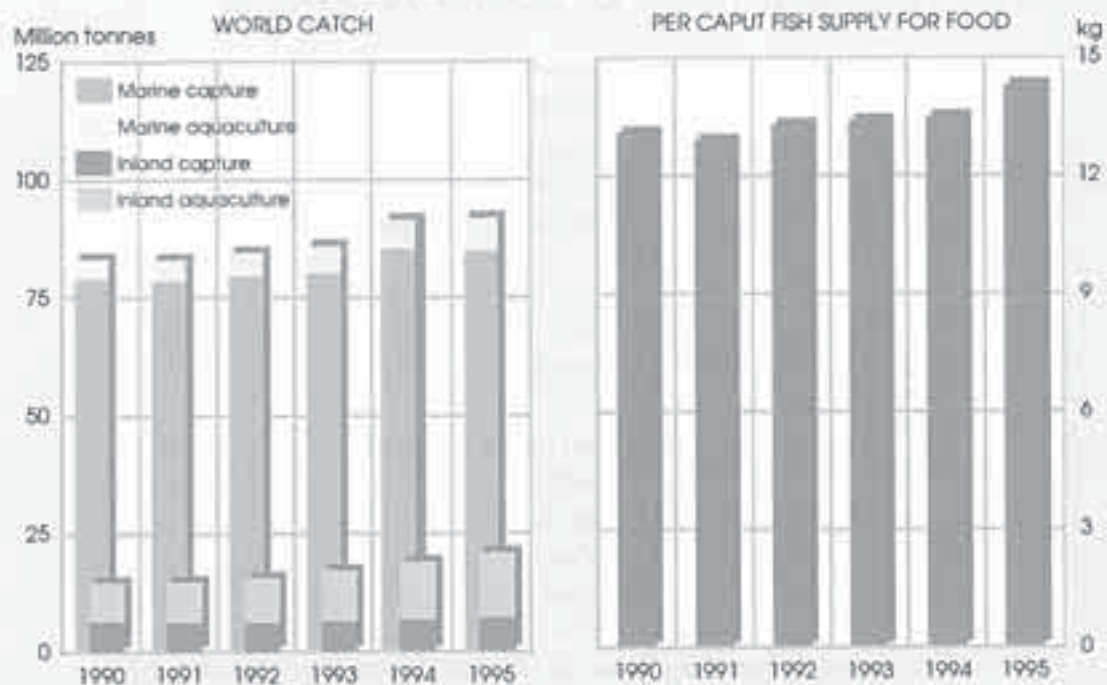 WORLD CATCH
Million tonnes
125
100
75
50
25
0
Marine capture
Marine aquaculture
Inland capture
Inland aquaculture
1990 1991 1992 1993 1994 1995
PER CAPUT FISH SUPPLY FOR FOOD
kg
15
12
9
6
3
0
1990 1991 1992 1993 1994 1995